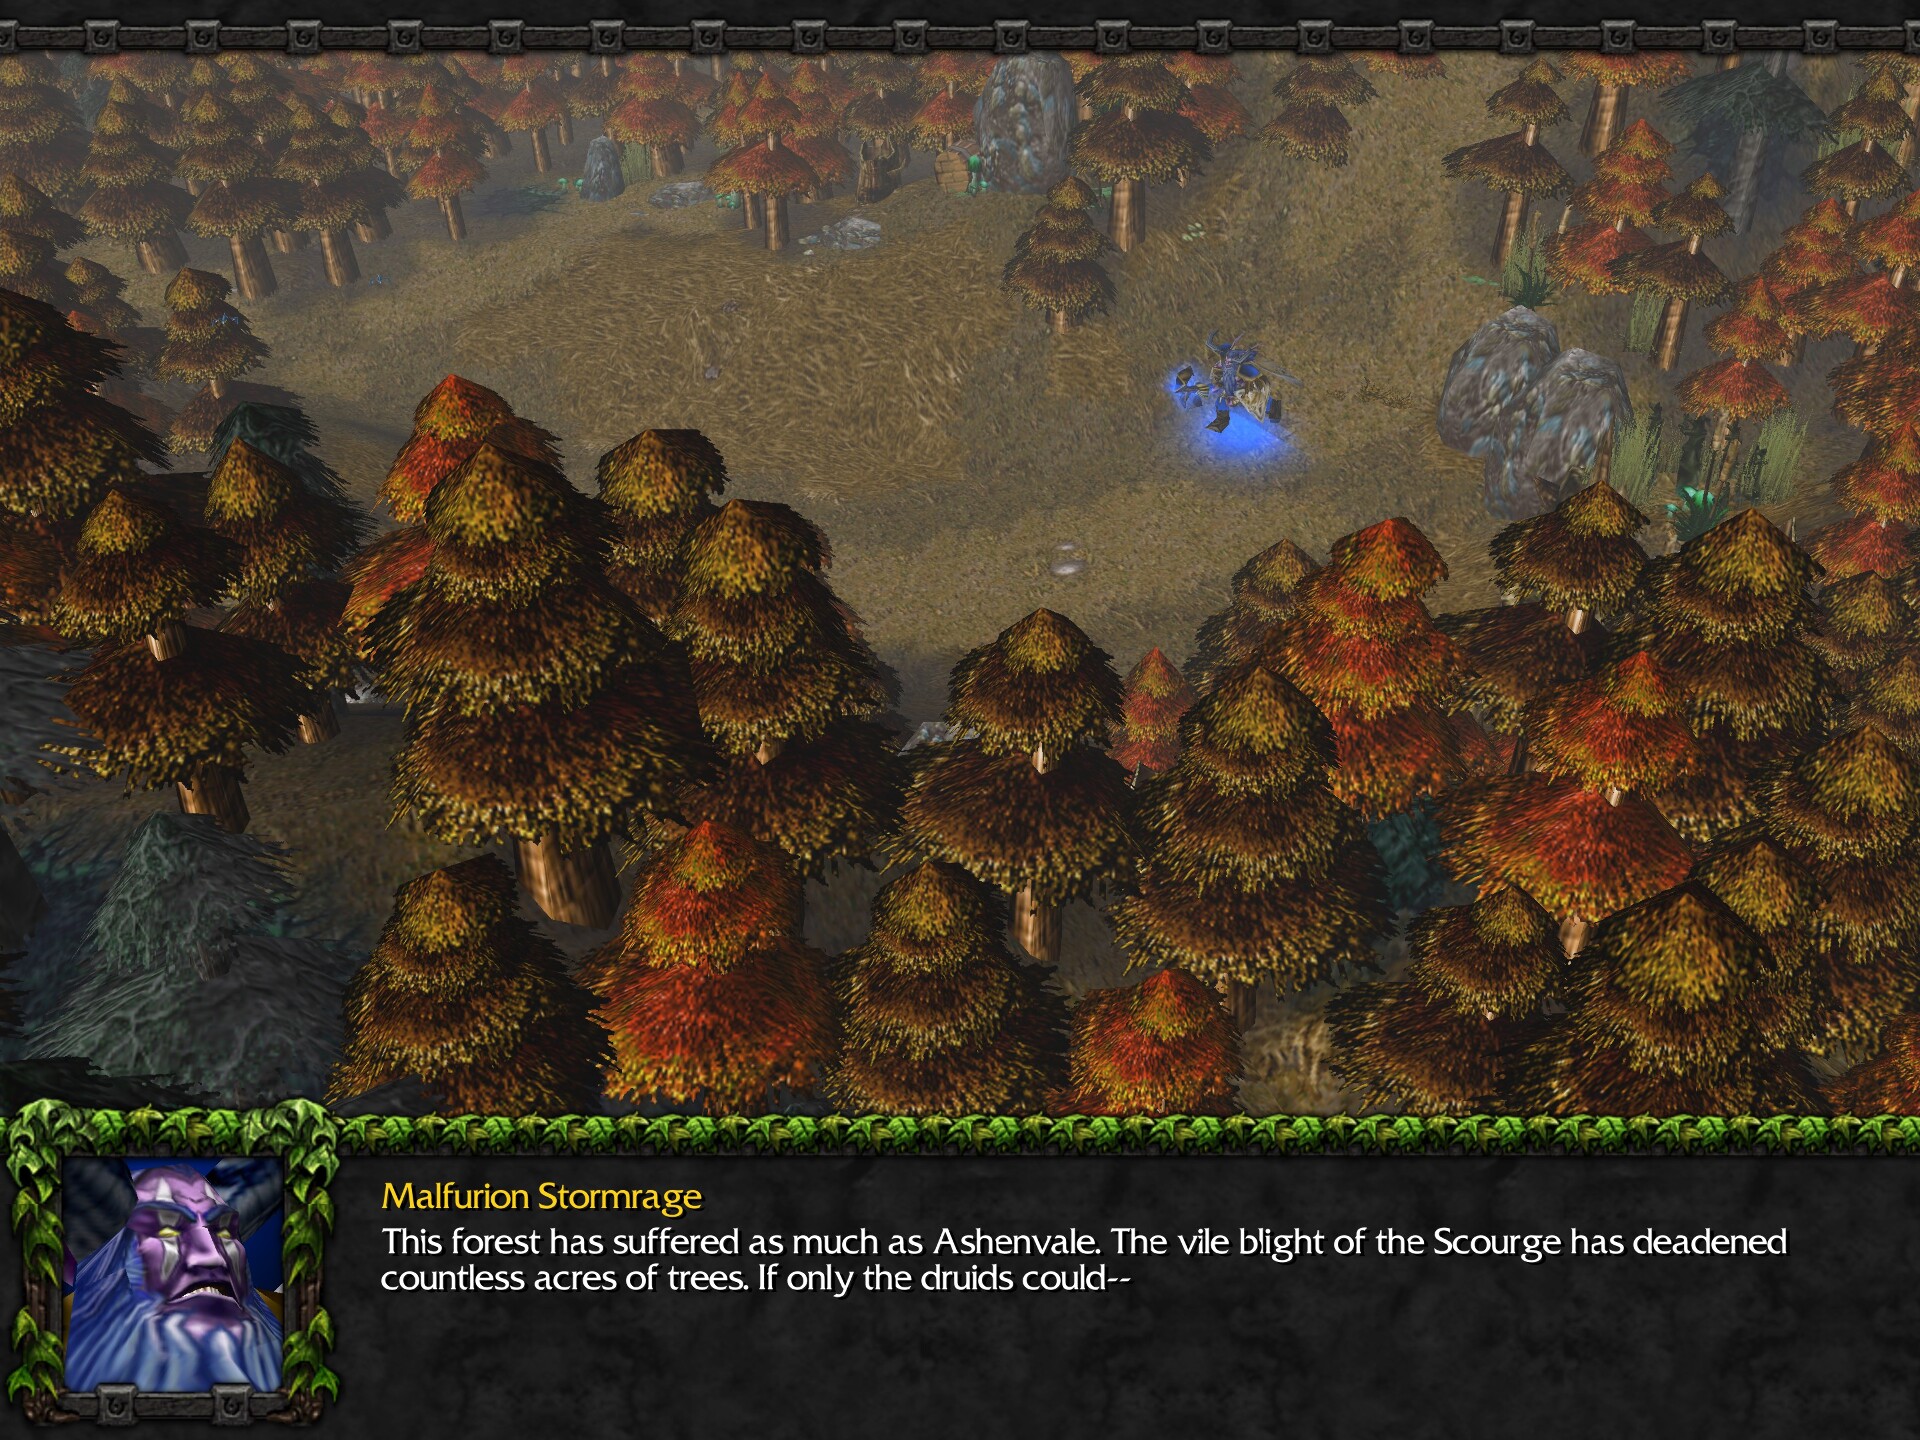 Malfurion Stormrage
This forest has suffered as much as Ashenvale. The vile blight of the Scourge has deadened
countless acres of trees. If only the druids could--